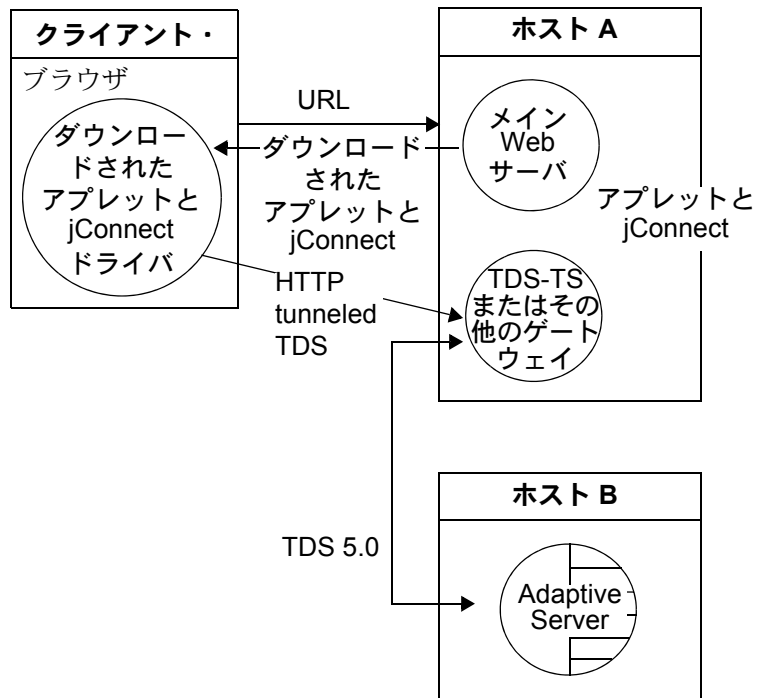 クライアント・
ブラウザ
ダウンロー
ドされた
アプレットと
jConnect
ドライバ
URL
ダウンロード
された
アプレットと
jConnect
HTTP
tunneled
TDS
ホスト A
メイン
Web
サーバ
アプレットと
jConnect
TDS-TS
またはその
他のゲート
ウェイ
TDS 5.0
ホスト B
Adaptive
Server